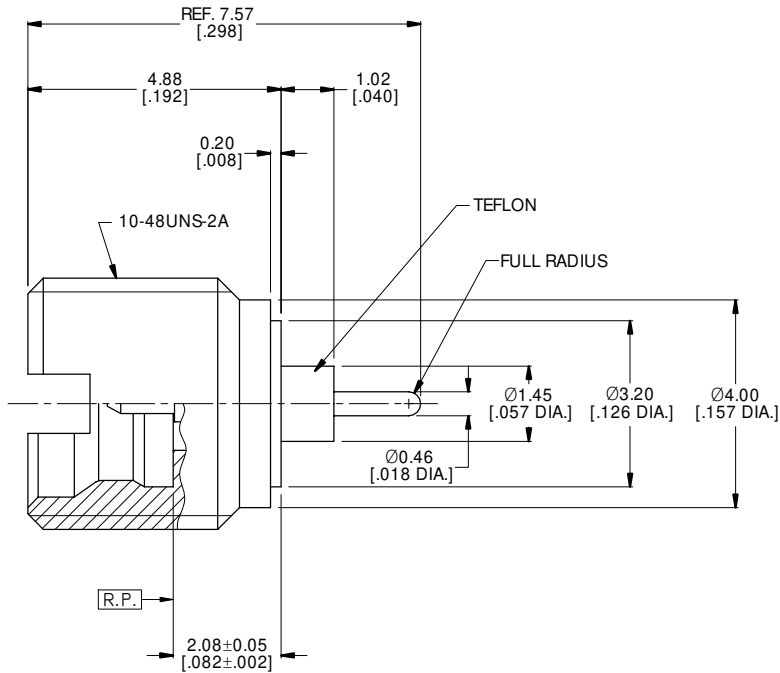 REF. 7.57
[.298]
4.88
[.192]
1.02
[.040]
0.20
[.008]
10-48UNS-2A
TEFLON
FULL RADIUS
Ø1.45
[.057 DIA.]
Ø3.20
[.126 DIA.]
Ø4.00
[.157 DIA.]
Ø0.46
[.018 DIA.]
R.P.
2.08±0.05
[.082±.002]